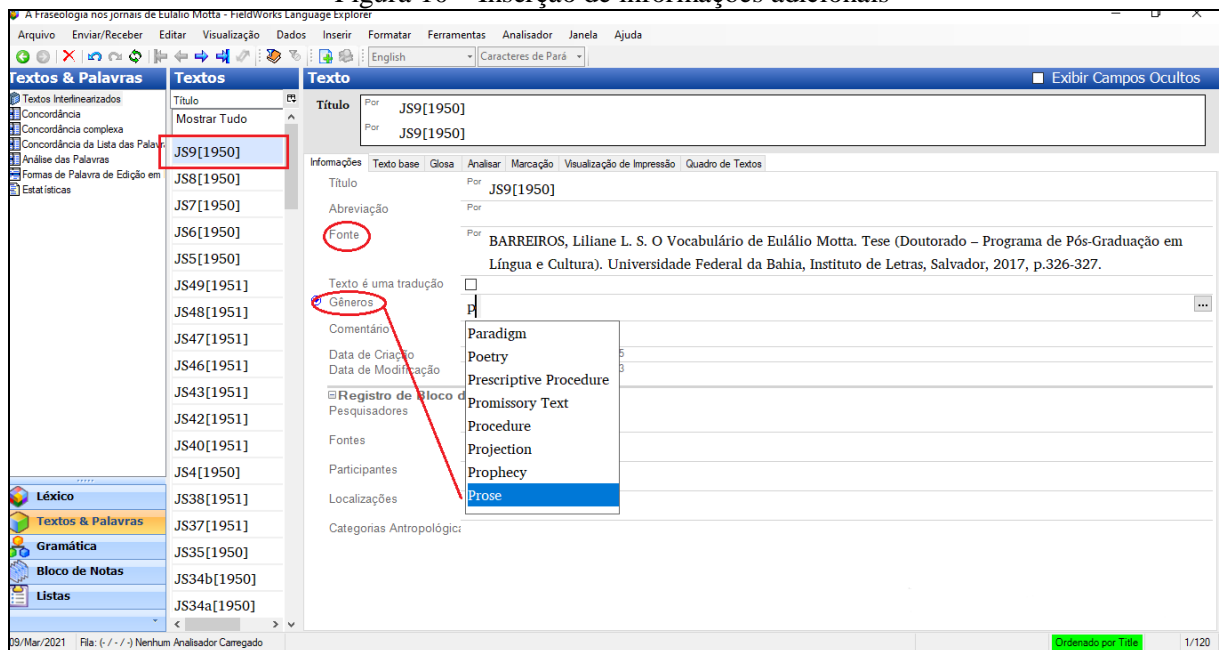 Figura 10 – Inserção de informações adicionais
A Fraseologia nos jornais de Eulálio Motta - FieldWorks Language Explorer
Arquivo Enviar/Receber Editar Visualização Dados Inserir Formatar Ferramentas Analisador Janela Ajuda
English Caracteres de Pará
Textos & Palavras
Textos Interlinearizados
Concordância
Concordância complexa
Concordância da Lista das Palavr
Análise das Palavras
Formas de Palavra de Edição em
Estatísticas
Léxico
Textos & Palavras
Gramática
Bloco de Notas
Listas
Textos
Título
Mostrar Tudo
JS9[1950]
JS8[1950]
JS7[1950]
JS6[1950]
JS5[1950]
JS49[1951]
JS48[1951]
JS47[1951]
JS46[1951]
JS43[1951]
JS42[1951]
JS40[1951]
JS4[1950]
JS38[1951]
JS37[1951]
JS35[1950]
JS34b[1950]
JS34a[1950]
Texto Exibir Campos Ocultos
Título Por JS9[1950]
Por JS9[1950]
Informações Texto base Glosa Analisar Marcação Visualização de Impressão Quadro de Textos
Título Por JS9[1950]
Abreviação Por
Fonte Por BARREIROS, Liliane L. S. O Vocabulário de Eulálio Motta. Tese (Doutorado – Programa de Pós-Graduação em
Língua e Cultura). Universidade Federal da Bahia, Instituto de Letras, Salvador, 2017, p.326-327.
Texto é uma tradução
Gêneros p ...
Comentário
Data de Criação 5
Data de Modificação 3
Registro de Bloco d
Pesquisadores
Fontes
Participantes
Localizações
Categorias Antropológica
Paradigm
Poetry
Prescriptive Procedure
Promissory Text
Procedure
Projection
Prophecy
Prose
09/Mar/2021 Fila: (- / - / -) Nenhum Analisador Carregado Ordenado por Title 1/120